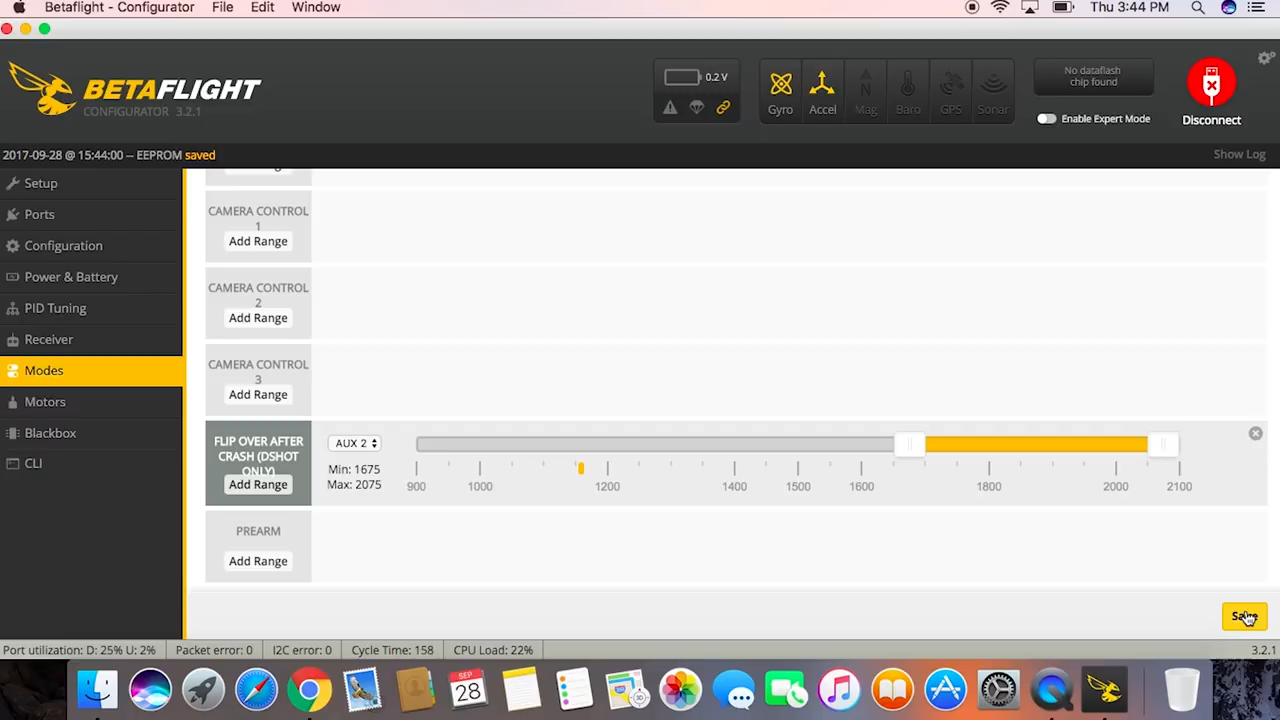 Betaflight - Configurator File Edit Window Thu 3:44 PM
BETAFLIGHT
CONFIGURATOR 3.2.1
0.2 V
Gyro Accel Mag Baro GPS Sonar
No dataflash
chip found
Enable Expert Mode
Disconnect
2017-09-28 @ 15:44:00 -- EEPROM saved
Show Log
Setup
Ports
Configuration
Power & Battery
PID Tuning
Receiver
Modes
Motors
Blackbox
CLI
CAMERA CONTROL
1
Add Range
CAMERA CONTROL
2
Add Range
CAMERA CONTROL
3
Add Range
FLIP OVER AFTER
CRASH (DSHOT
ONLY)
Add Range
AUX 2
Min: 1675
Max: 2075
900 1000 1200 1400 1500 1600 1800 2000 2100
PREARM
Add Range
Save
Port utilization: D: 25% U: 2% Packet error: 0 I2C error: 0 Cycle Time: 158 CPU Load: 22% 3.2.1
SEP
28